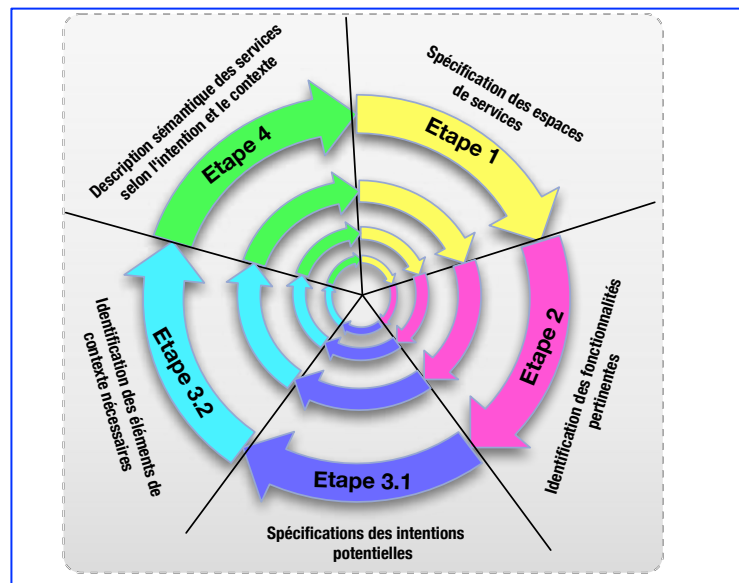 Etape 1
Spécification des espaces
de services
Etape 2
Identification des fonctionnalités
pertinentes
Etape 3.1
Spécifications des intentions
potentielles
Etape 3.2
Identification des éléments de
contexte nécessaires
Etape 4
Description sémantique des services
selon l'intention et le contexte